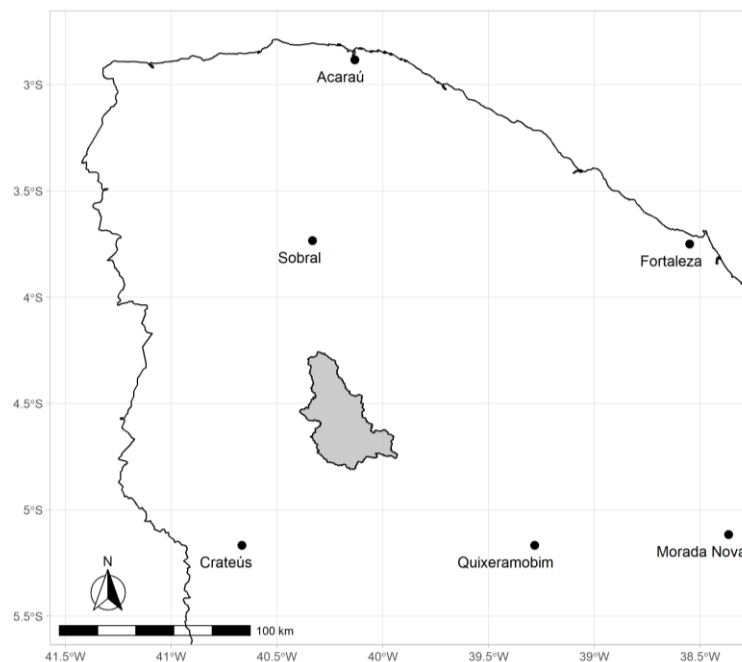 Acaraú
3°S
3.5°S
Sobral
Fortaleza
4°S
4.5°S
5°S
Crateús
Quixeramobim
Morada Nova
N
5.5°S
100 km
41.5°W
41°W
40.5°W
40°W
39.5°W
39°W
38.5°W